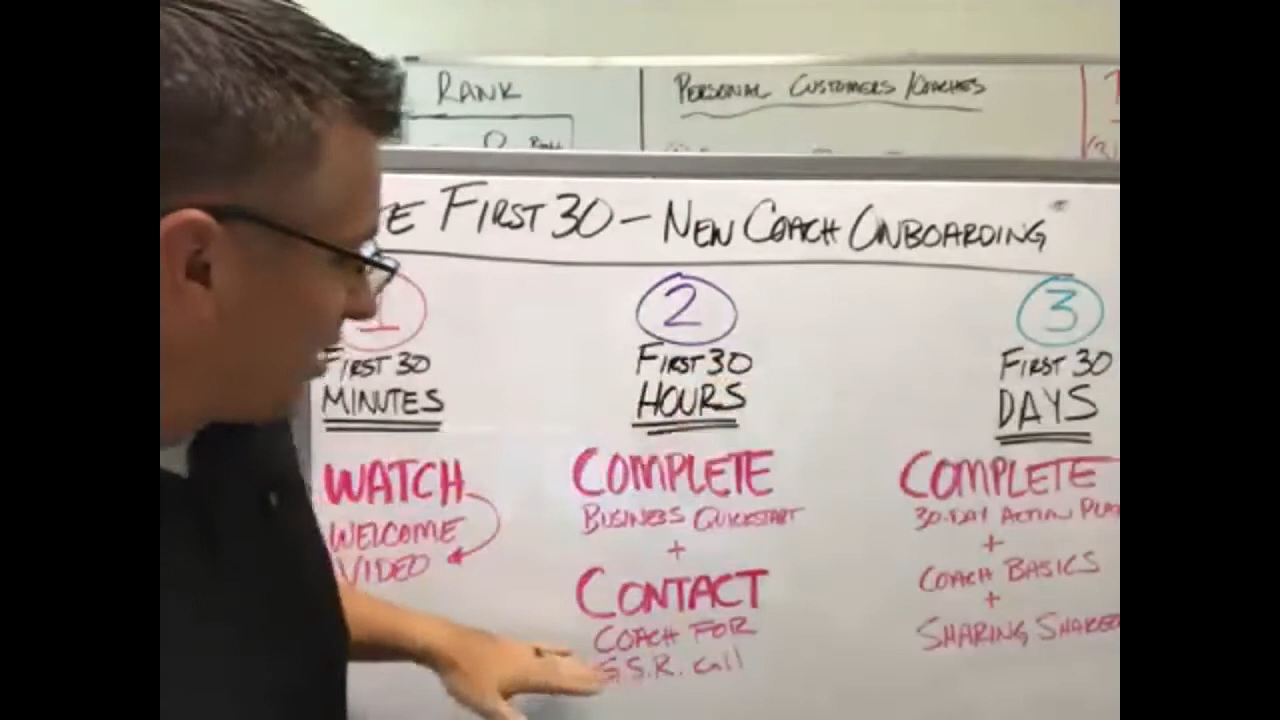 RANK
PERSONAL CUSTOMERS/COACHES
E FIRST 30 – NEW COACH ONBOARDING"
1
FIRST 30
MINUTES
WATCH
WELCOME
VIDEO
2
FIRST 30
HOURS
COMPLETE
BUSINESS QUICKSTART
+
CONTACT
COACH FOR
G.S.R. call
3
FIRST 30
DAYS
COMPLETE
30-DAY ACTION PLA
+
COACH BASICS
+
SHARING SHAKEO